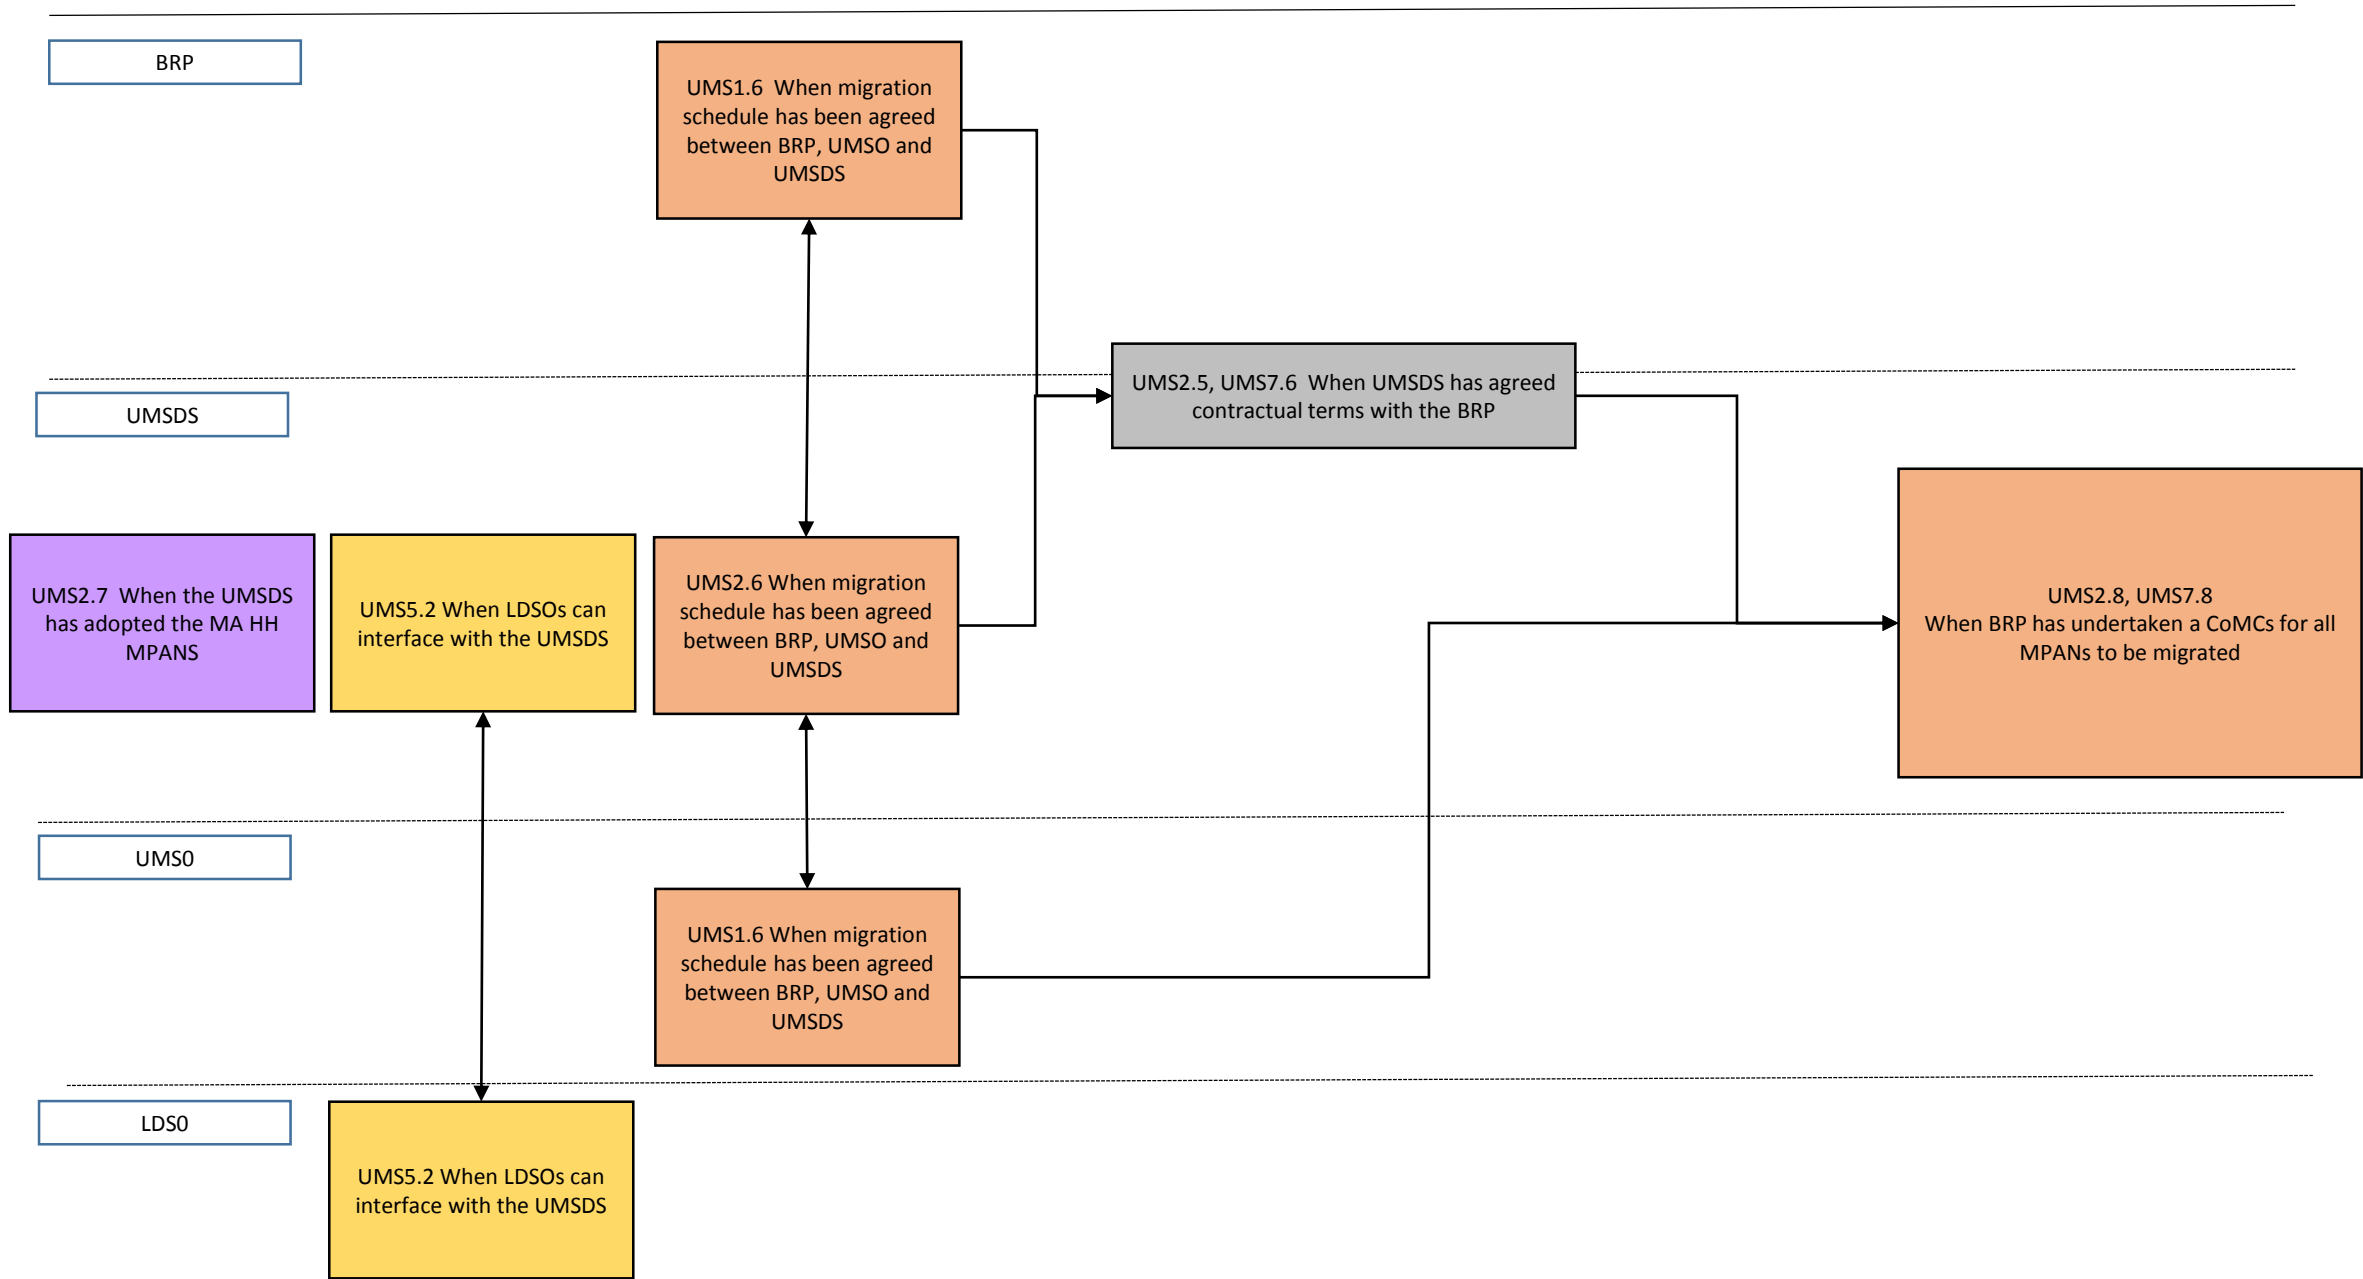 BRP
UMS1.6  When migration
schedule has been agreed
between BRP, UMSO and
UMSDS
UMS2.5, UMS7.6  When UMSDS has agreed
contractual terms with the BRP
UMSDS
UMS2.7  When the UMSDS
has adopted the MA HH
MPANS
UMS5.2 When LDSOs can
interface with the UMSDS
UMS2.6 When migration
schedule has been agreed
between BRP, UMSO and
UMSDS
UMS2.8, UMS7.8
When BRP has undertaken a CoMCs for all
MPANs to be migrated
UMS0
UMS1.6 When migration
schedule has been agreed
between BRP, UMSO and
UMSDS
LDS0
UMS5.2 When LDSOs can
interface with the UMSDS